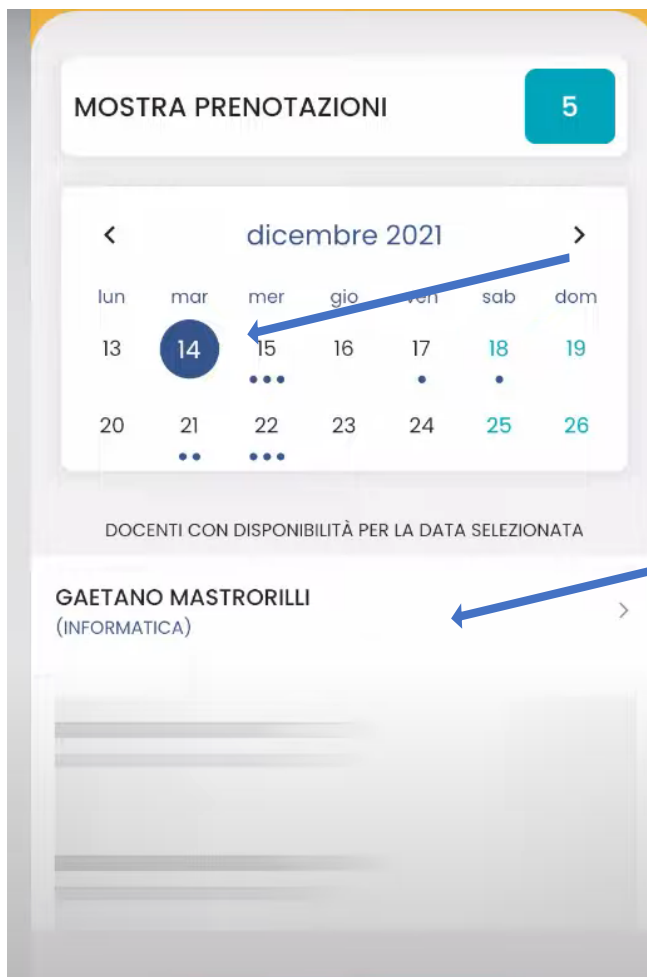 MOSTRA PRENOTAZIONI 5
dicembre 2021
lun mar mer gio ven sab dom
13 14 15 16 17 18 19
20 21 22 23 24 25 26
DOCENTI CON DISPONIBILITÀ PER LA DATA SELEZIONATA
GAETANO MASTRORILLI
(INFORMATICA)